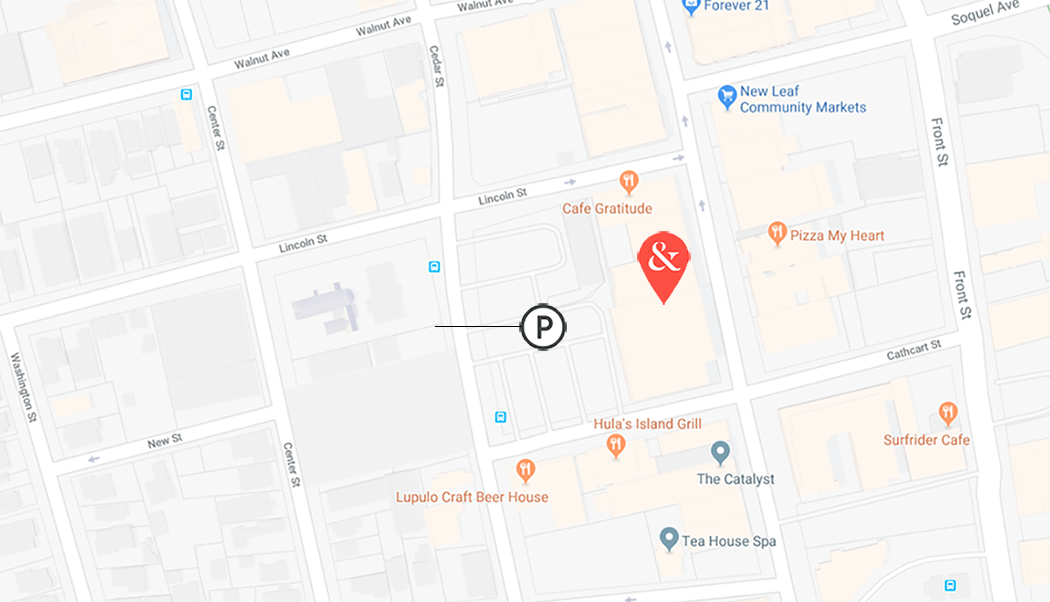 Walnut Ave
Forever 21
Soquel Ave
Walnut Ave
Walnut Ave
Cedar St
New Leaf
Community Markets
Center St
Front St
Lincoln St
Cafe Gratitude
Lincoln St
Pizza My Heart
&
Front St
P
Cathcart St
Washington St
Hula's Island Grill
Surfrider Cafe
New St
Center St
The Catalyst
Lupulo Craft Beer House
Tea House Spa